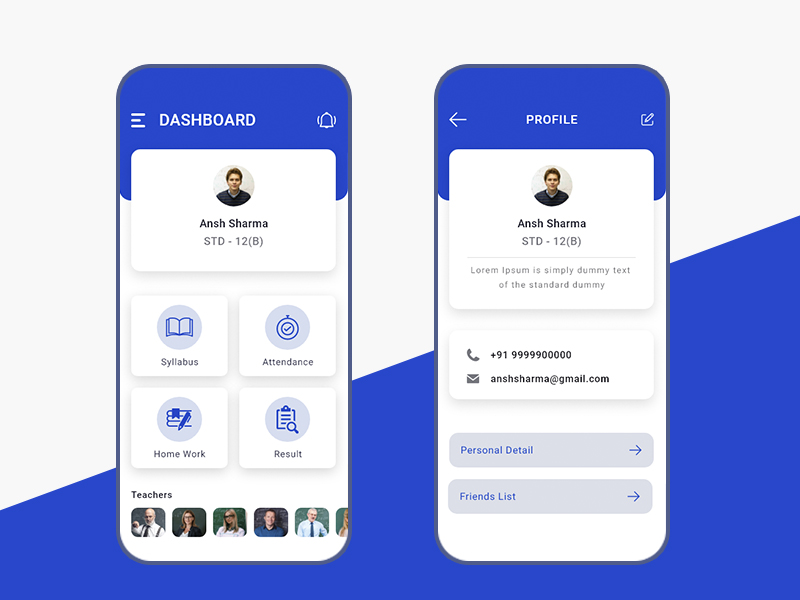 DASHBOARD
Ansh Sharma
STD - 12(B)
Syllabus
Attendance
Home Work
Result
Teachers
PROFILE
Ansh Sharma
STD - 12(B)
Lorem Ipsum is simply dummy text
of the standard dummy
+91 9999900000
anshsharma@gmail.com
Personal Detail
Friends List